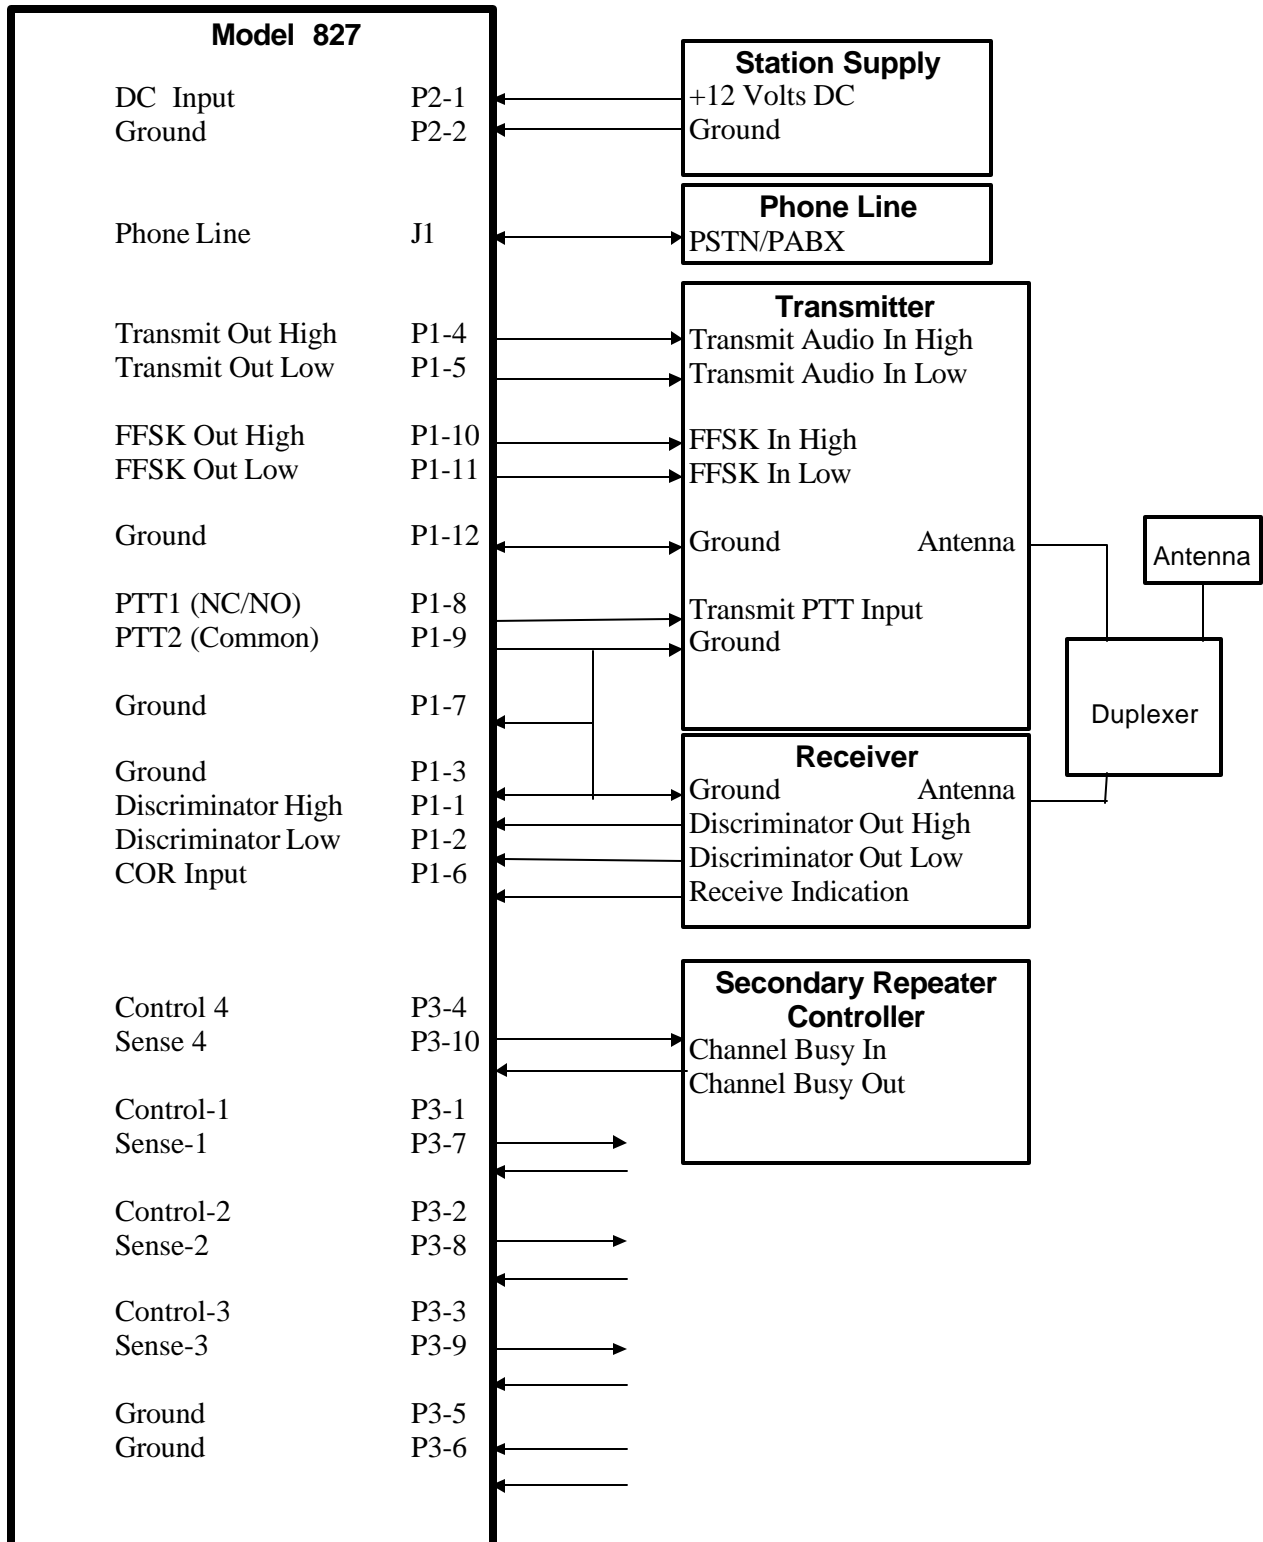 Model 827
DC Input P2-1
Ground P2-2
Phone Line J1
Transmit Out High P1-4
Transmit Out Low P1-5
FFSK Out High P1-10
FFSK Out Low P1-11
Ground P1-12
PTT1 (NC/NO) P1-8
PTT2 (Common) P1-9
Ground P1-7
Ground P1-3
Discriminator High P1-1
Discriminator Low P1-2
COR Input P1-6
Control 4 P3-4
Sense 4 P3-10
Control-1 P3-1
Sense-1 P3-7
Control-2 P3-2
Sense-2 P3-8
Control-3 P3-3
Sense-3 P3-9
Ground P3-5
Ground P3-6
Station Supply
+12 Volts DC
Ground
Phone Line
PSTN/PABX
Transmitter
Transmit Audio In High
Transmit Audio In Low
FFSK In High
FFSK In Low
Ground Antenna
Transmit PTT Input
Ground
Receiver
Ground Antenna
Discriminator Out High
Discriminator Out Low
Receive Indication
Secondary Repeater
Controller
Channel Busy In
Channel Busy Out
Antenna
Duplexer